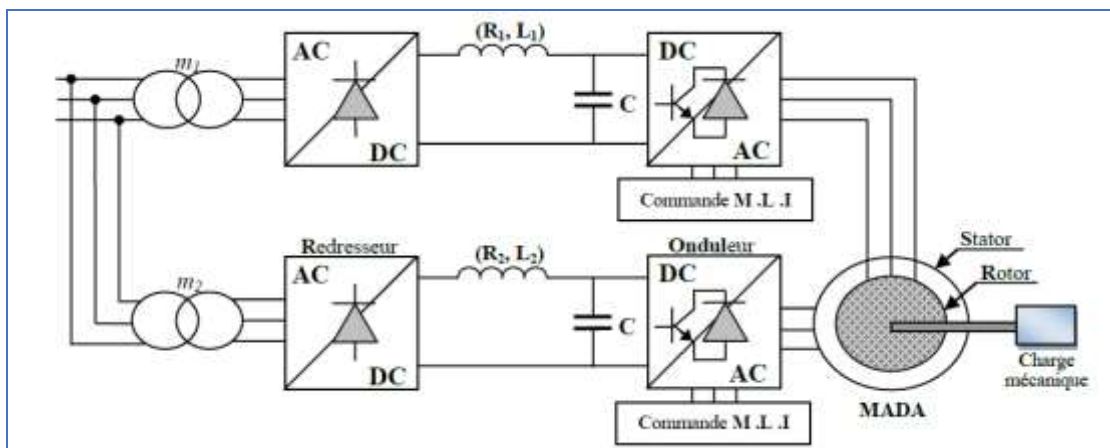 m₁
AC
DC
(R₁, L₁)
C
DC
AC
Commande M .L .I
m₂
Redresseur
AC
DC
(R₂, L₂)
C
Onduleur
DC
AC
Commande M .L .I
Stator
Rotor
Charge
mécanique
MADA